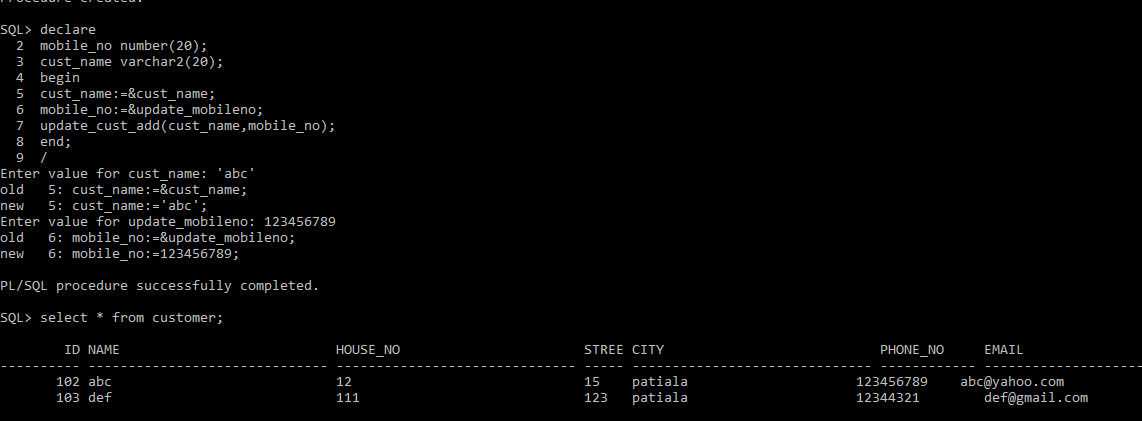 Procedure created.
SQL> declare
  2  mobile_no number(20);
  3  cust_name varchar2(20);
  4  begin
  5  cust_name:=&cust_name;
  6  mobile_no:=&update_mobileno;
  7  update_cust_add(cust_name,mobile_no);
  8  end;
  9  /
Enter value for cust_name: 'abc'
old   5: cust_name:=&cust_name;
new   5: cust_name:='abc';
Enter value for update_mobileno: 123456789
old   6: mobile_no:=&update_mobileno;
new   6: mobile_no:=123456789;
PL/SQL procedure successfully completed.
SQL> select * from customer;
        ID NAME                           HOUSE_NO                       STREE CITY                           PHONE_NO     EMAIL
---------- ------------------------------ ------------------------------ ----- ------------------------------ ------------ --------------------
       102 abc                            12                             15    patiala                     123456789    abc@yahoo.com
       103 def                            111                            123   patiala                     12344321        def@gmail.com